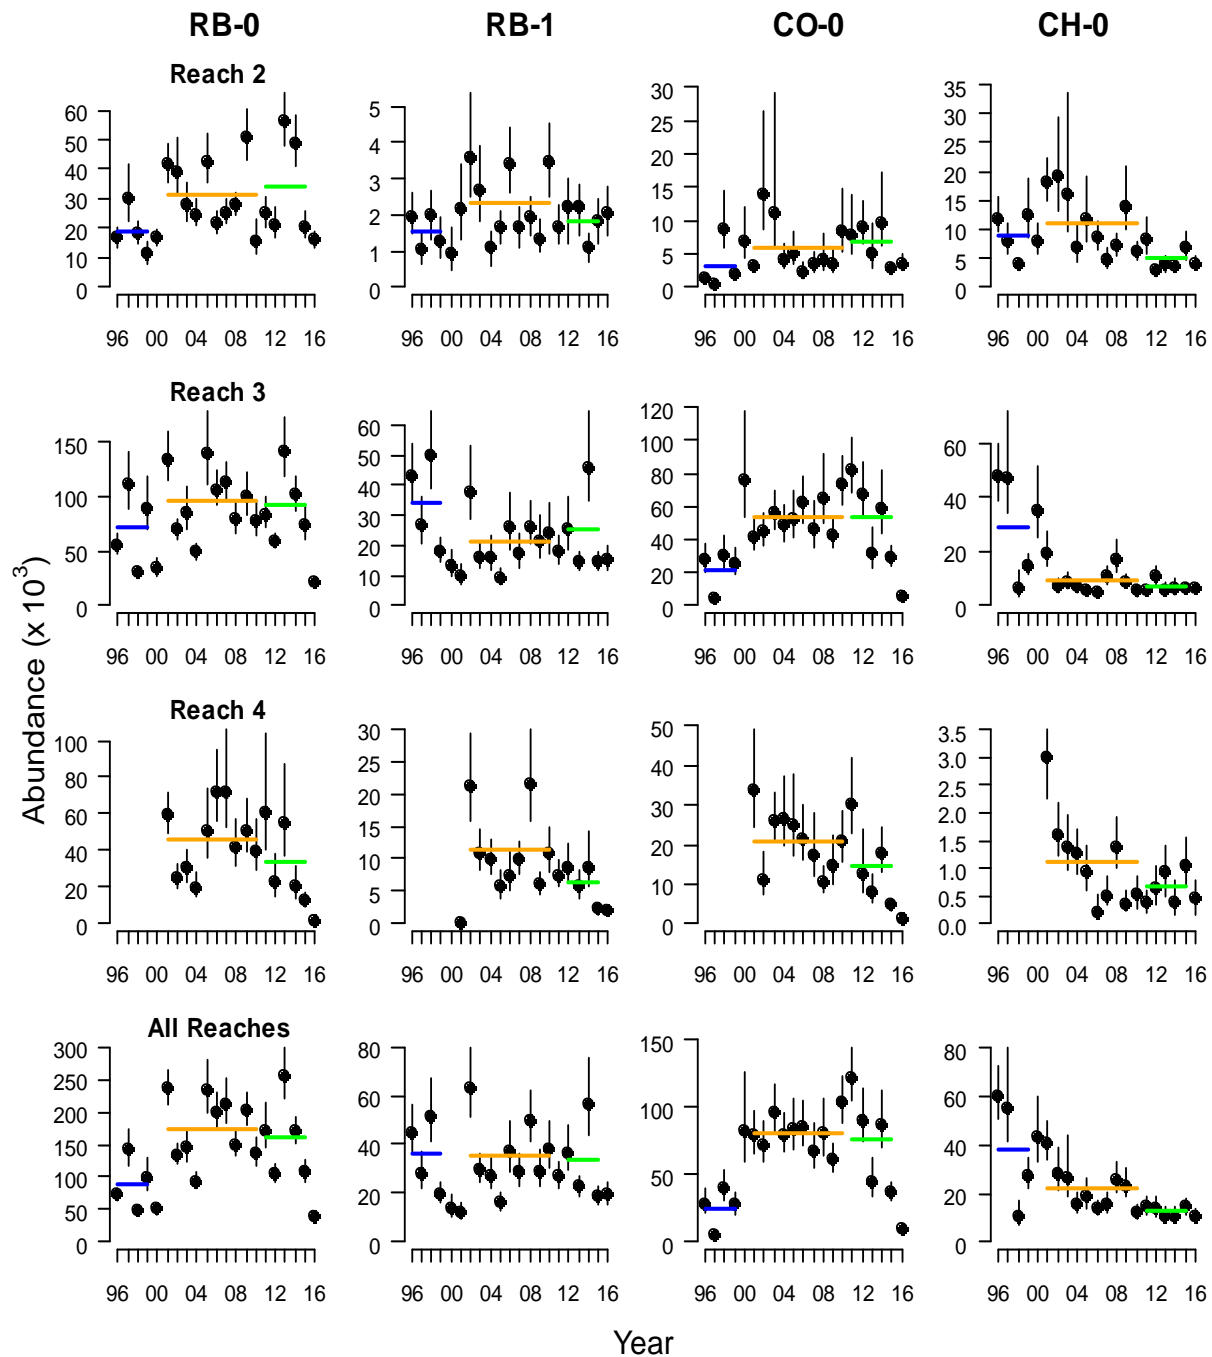 RB-0 RB-1 CO-0 CH-0
Reach 2
60 50 40 30 20 10 0
5 4 3 2 1 0
30 25 20 15 10 5 0
35 30 25 20 15 10 5 0
96 00 04 08 12 16 96 00 04 08 12 16 96 00 04 08 12 16 96 00 04 08 12 16
Reach 3
150 100 50 0
60 50 40 30 20 10 0
120 100 80 60 40 20 0
60 40 20 0
96 00 04 08 12 16 96 00 04 08 12 16 96 00 04 08 12 16 96 00 04 08 12 16
Reach 4
100 80 60 40 20 0
30 25 20 15 10 5 0
50 40 30 20 10 0
3.5 3.0 2.5 2.0 1.5 1.0 0.5 0.0
96 00 04 08 12 16 96 00 04 08 12 16 96 00 04 08 12 16 96 00 04 08 12 16
All Reaches
300 250 200 150 100 50 0
80 60 40 20 0
150 100 50 0
80 60 40 20 0
96 00 04 08 12 16 96 00 04 08 12 16 96 00 04 08 12 16 96 00 04 08 12 16
Abundance (x 10³)
Year